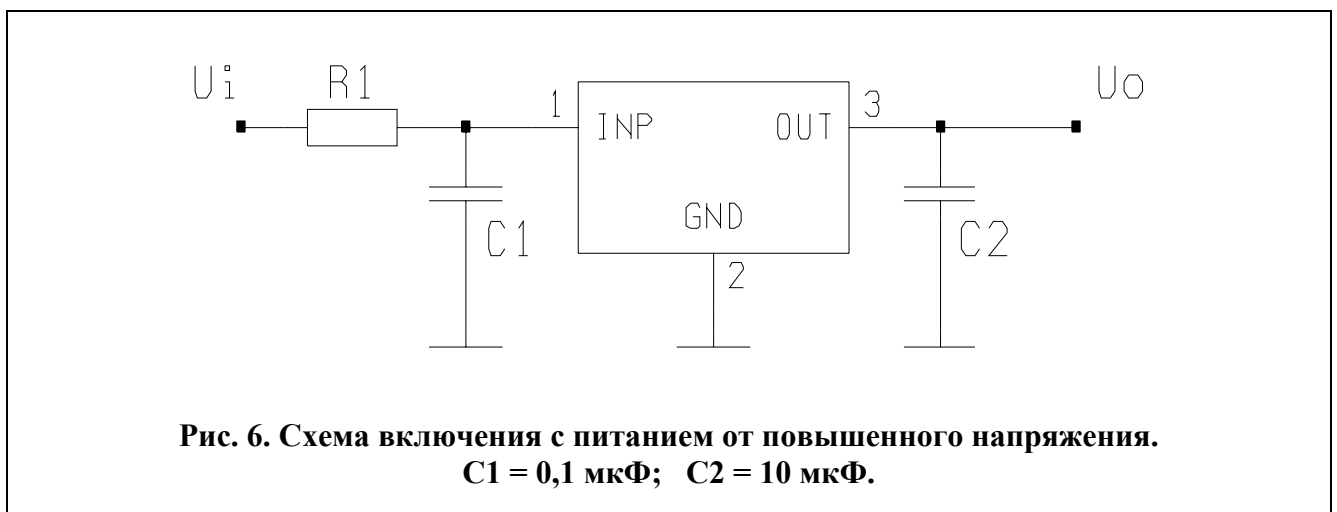 Ui
R1
Uo
1
3
INP
OUT
GND
C1
C2
2
Рис. 6. Схема включения с питанием от повышенного напряжения.
C1 = 0,1 мкФ; C2 = 10 мкФ.